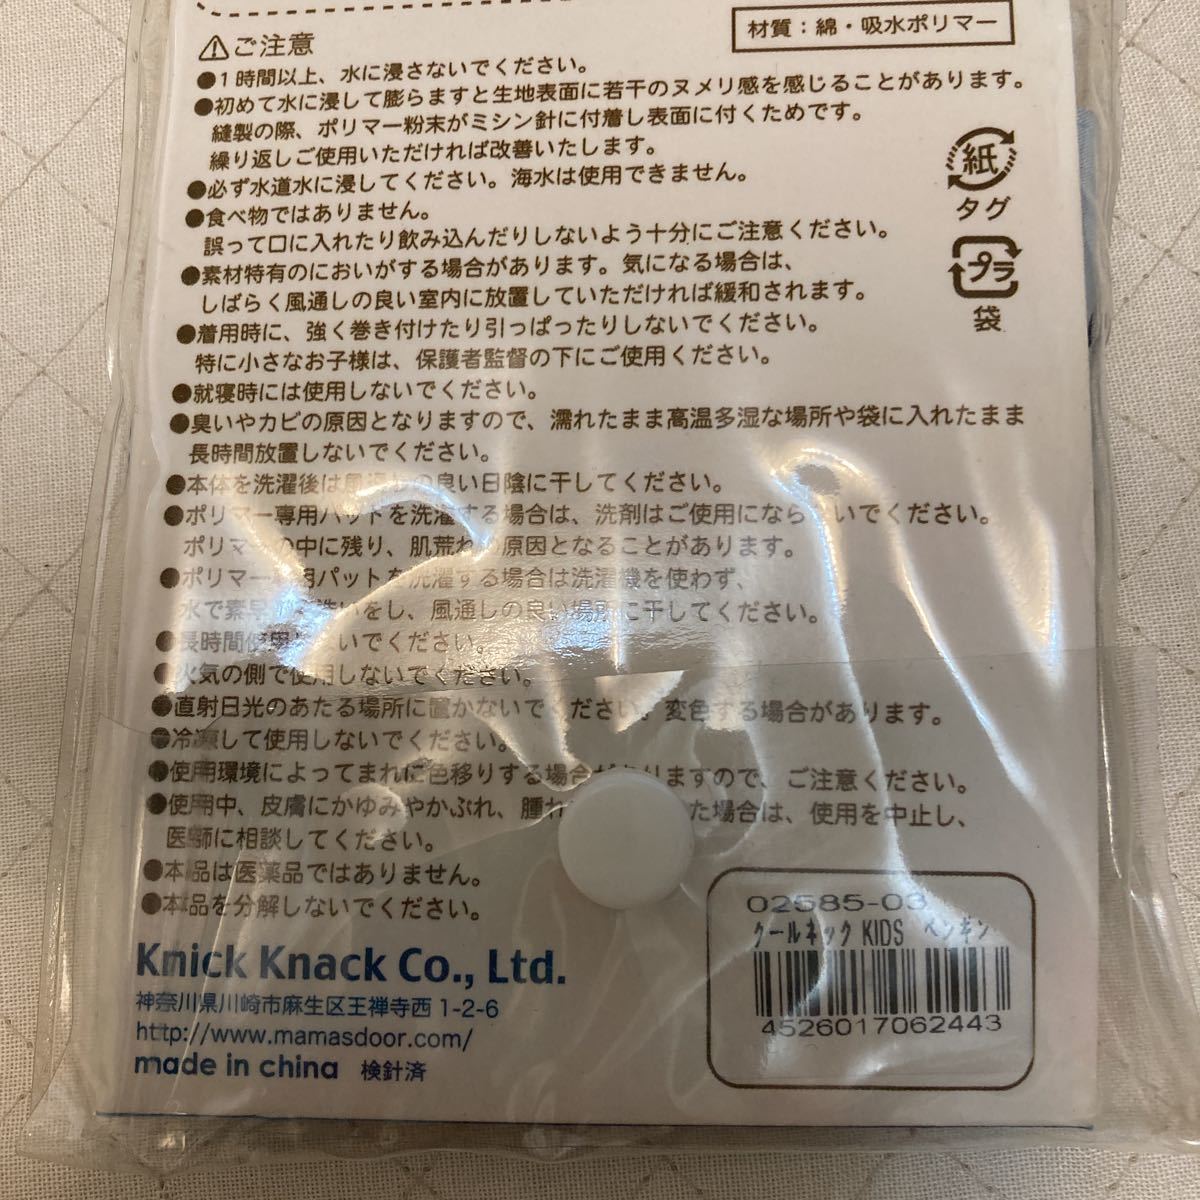 ⚠ご注意
材質：綿・吸水ポリマー
●1時間以上、水に浸さないでください。
●初めて水に浸して膨らますと生地表面に若干のヌメリ感を感じることがあります。
縫製の際、ポリマー粉末がミシン針に付着し表面に付くためです。
繰り返しご使用いただければ改善いたします。
●必ず水道水に浸してください。海水は使用できません。
●食べ物ではありません。
誤って口に入れたり飲み込んだりしないよう十分にご注意ください。
●素材特有のにおいがする場合があります。気になる場合は、
しばらく風通しの良い室内に放置していただければ緩和されます。
●着用時に、強く巻き付けたり引っぱったりしないでください。
特に小さなお子様は、保護者監督の下にご使用ください。
●就寝時には使用しないでください。
●臭いやカビの原因となりますので、濡れたまま高温多湿な場所や袋に入れたまま
長時間放置しないでください。
●本体を洗濯後は風通しの良い日陰に干してください。
●ポリマー専用パットを洗濯する場合は、洗剤はご使用にならないでください。
ポリマーの中に残り、肌荒れの原因となることがあります。
●ポリマー専用パットを洗濯する場合は洗濯機を使わず、
水で素早く手洗いをし、風通しの良い場所に干してください。
●長時間使用しないでください。
●火気の側で使用しないでください。
●直射日光のあたる場所に置かないでください。変色する場合があります。
●冷凍して使用しないでください。
●使用環境によってまれに色移りする場合がありますので、ご注意ください。
●使用中、皮膚にかゆみやかぶれ、腫れ た場合は、使用を中止し、
医師に相談してください。
●本品は医薬品ではありません。
●本品を分解しないでください。
紙
タグ
プラ
袋
Knick Knack Co., Ltd.
神奈川県川崎市麻生区王禅寺西 1-2-6
http://www.mamasdoor.com/
made in china 検針済
02585-03
クールネック KIDS ペンギン
4526017062443